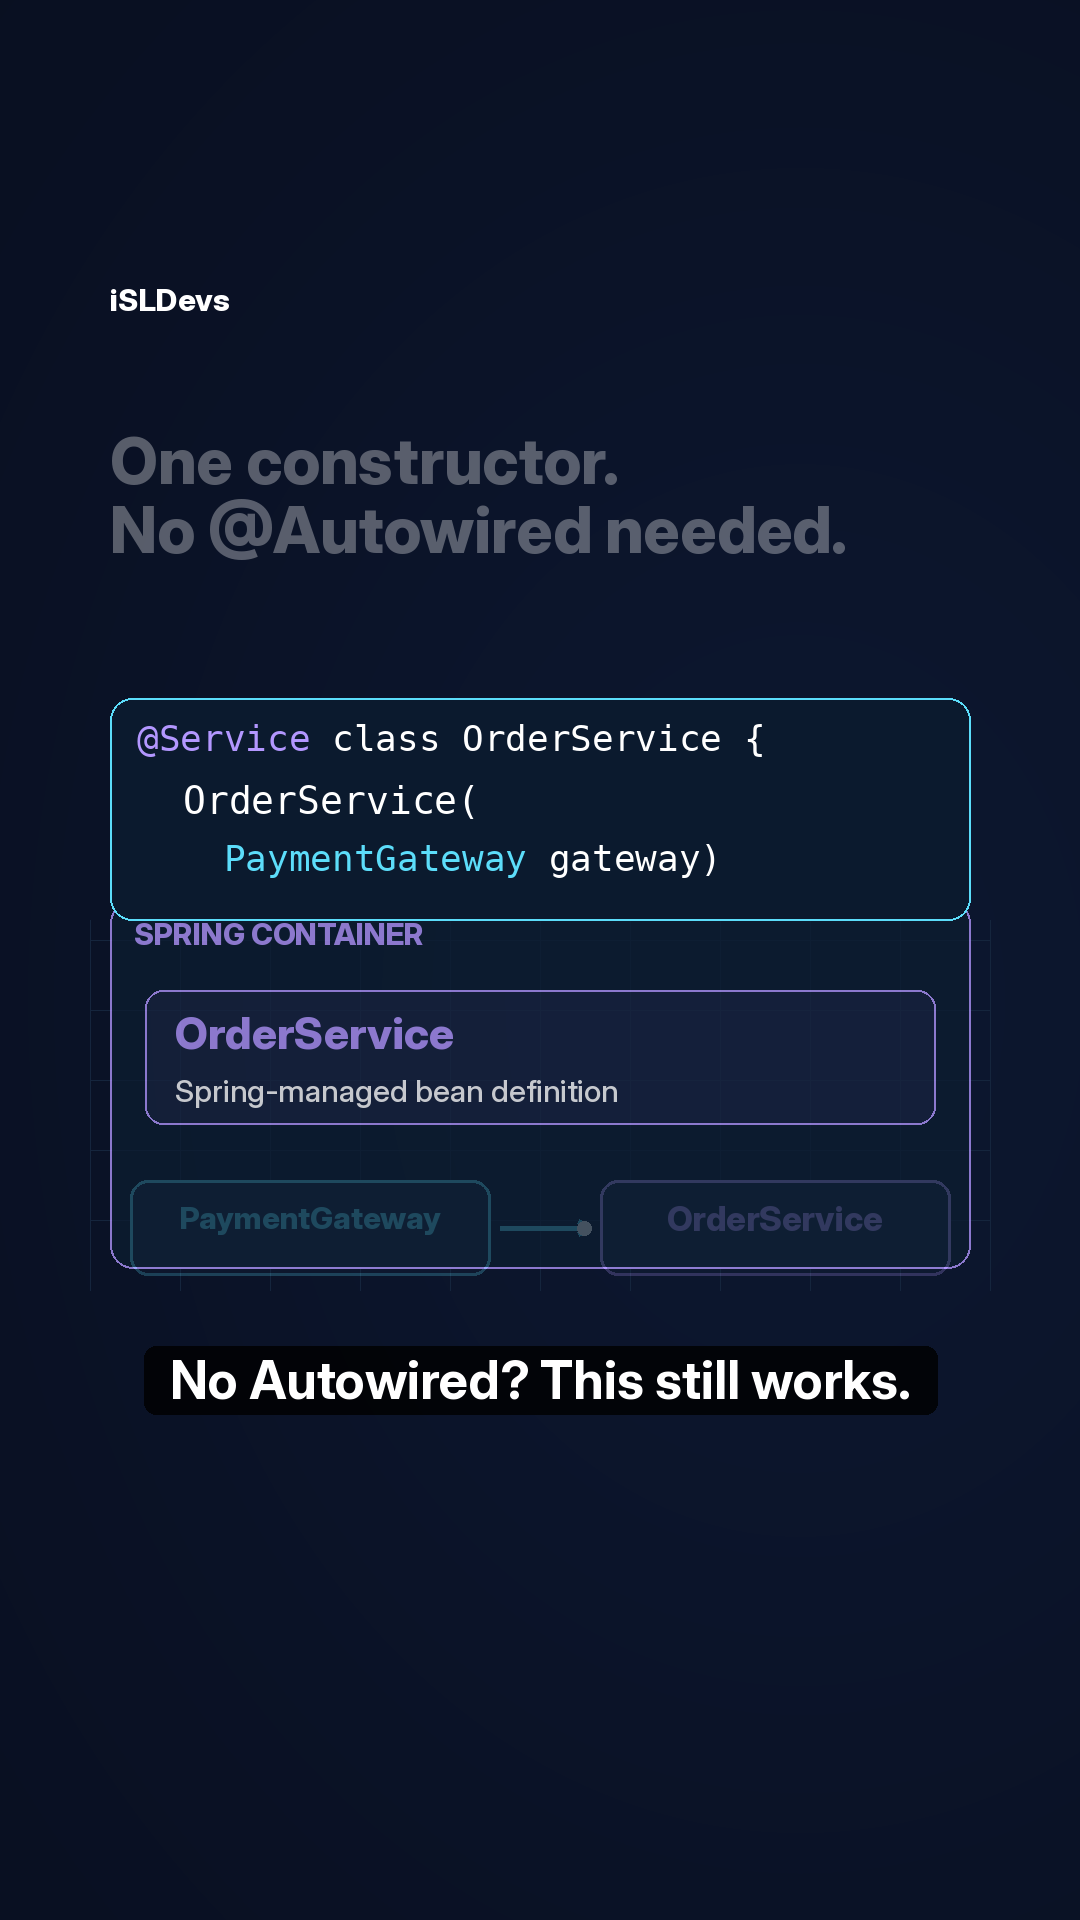 iSLDevs
One constructor.
No @Autowired needed.
@Service class OrderService {
OrderService(
PaymentGateway gateway)
SPRING CONTAINER
OrderService
Spring-managed bean definition
PaymentGateway
OrderService
No Autowired? This still works.